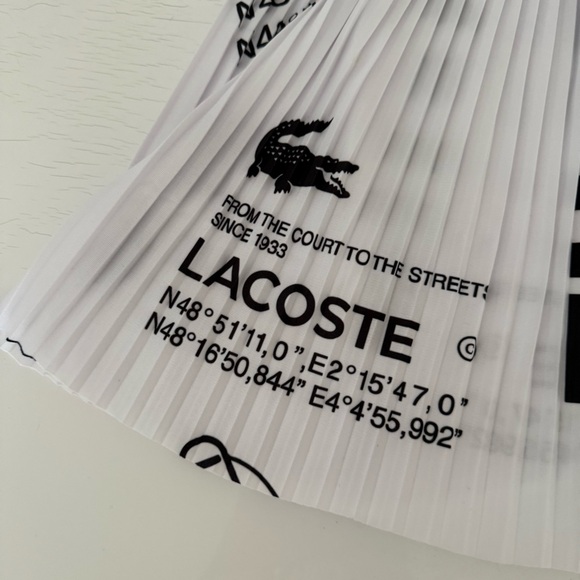 FROM THE COURT TO THE STREETS
SINCE 1933
LACOSTE ©
N48°51'11,0",E2°15'47,0"
N48°16'50,844" E4°4'55,992"